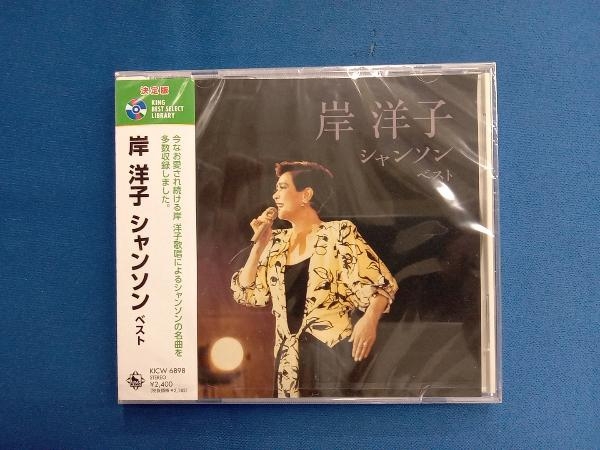 決定版
KING
BEST SELECT
LIBRARY
岸 洋子 シャンソン ベスト
今なお愛され続ける岸 洋子歌唱によるシャンソンの名曲を
多数収録しました。
KICW 6898
STEREO
¥2,400
岸 洋子
シャンソン
ベスト